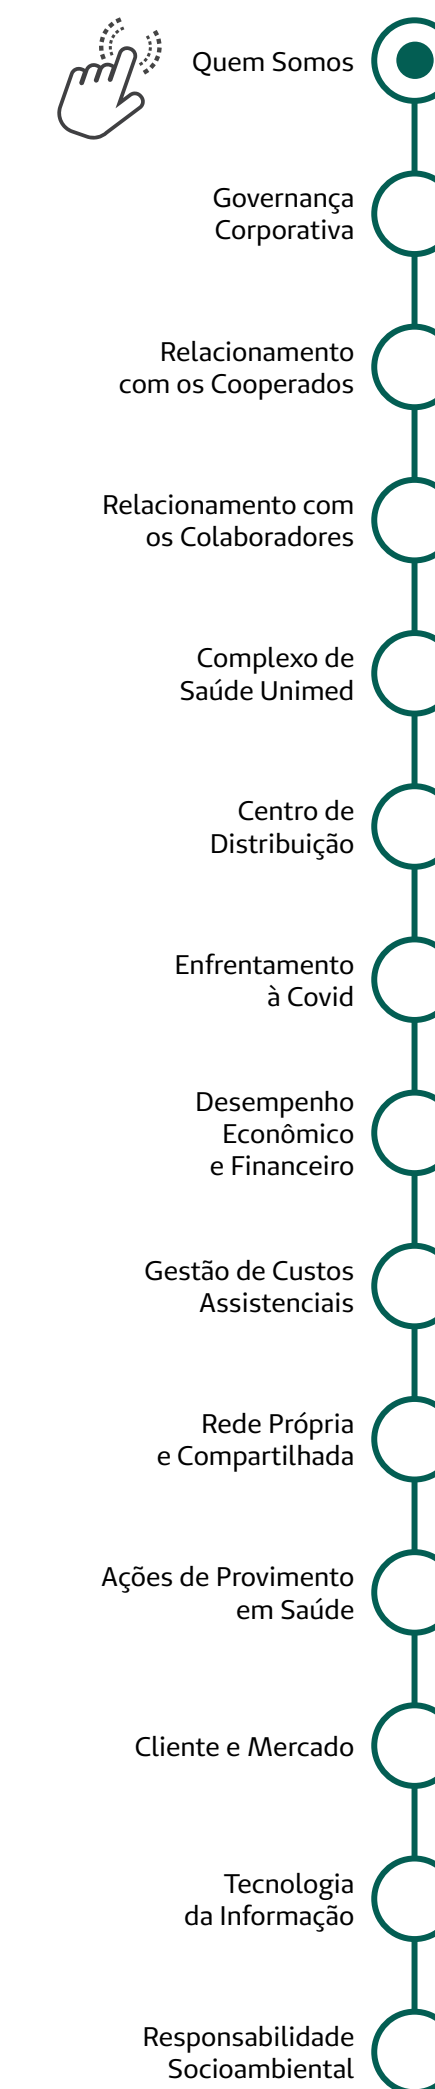 Quem Somos
Governança
Corporativa
Relacionamento
com os Cooperados
Relacionamento com
os Colaboradores
Complexo de
Saúde Unimed
Centro de
Distribuição
Enfrentamento
à Covid
Desempenho
Econômico
e Financeiro
Gestão de Custos
Assistenciais
Rede Própria
e Compartilhada
Ações de Provimento
em Saúde
Cliente e Mercado
Tecnologia
da Informação
Responsabilidade
Socioambiental